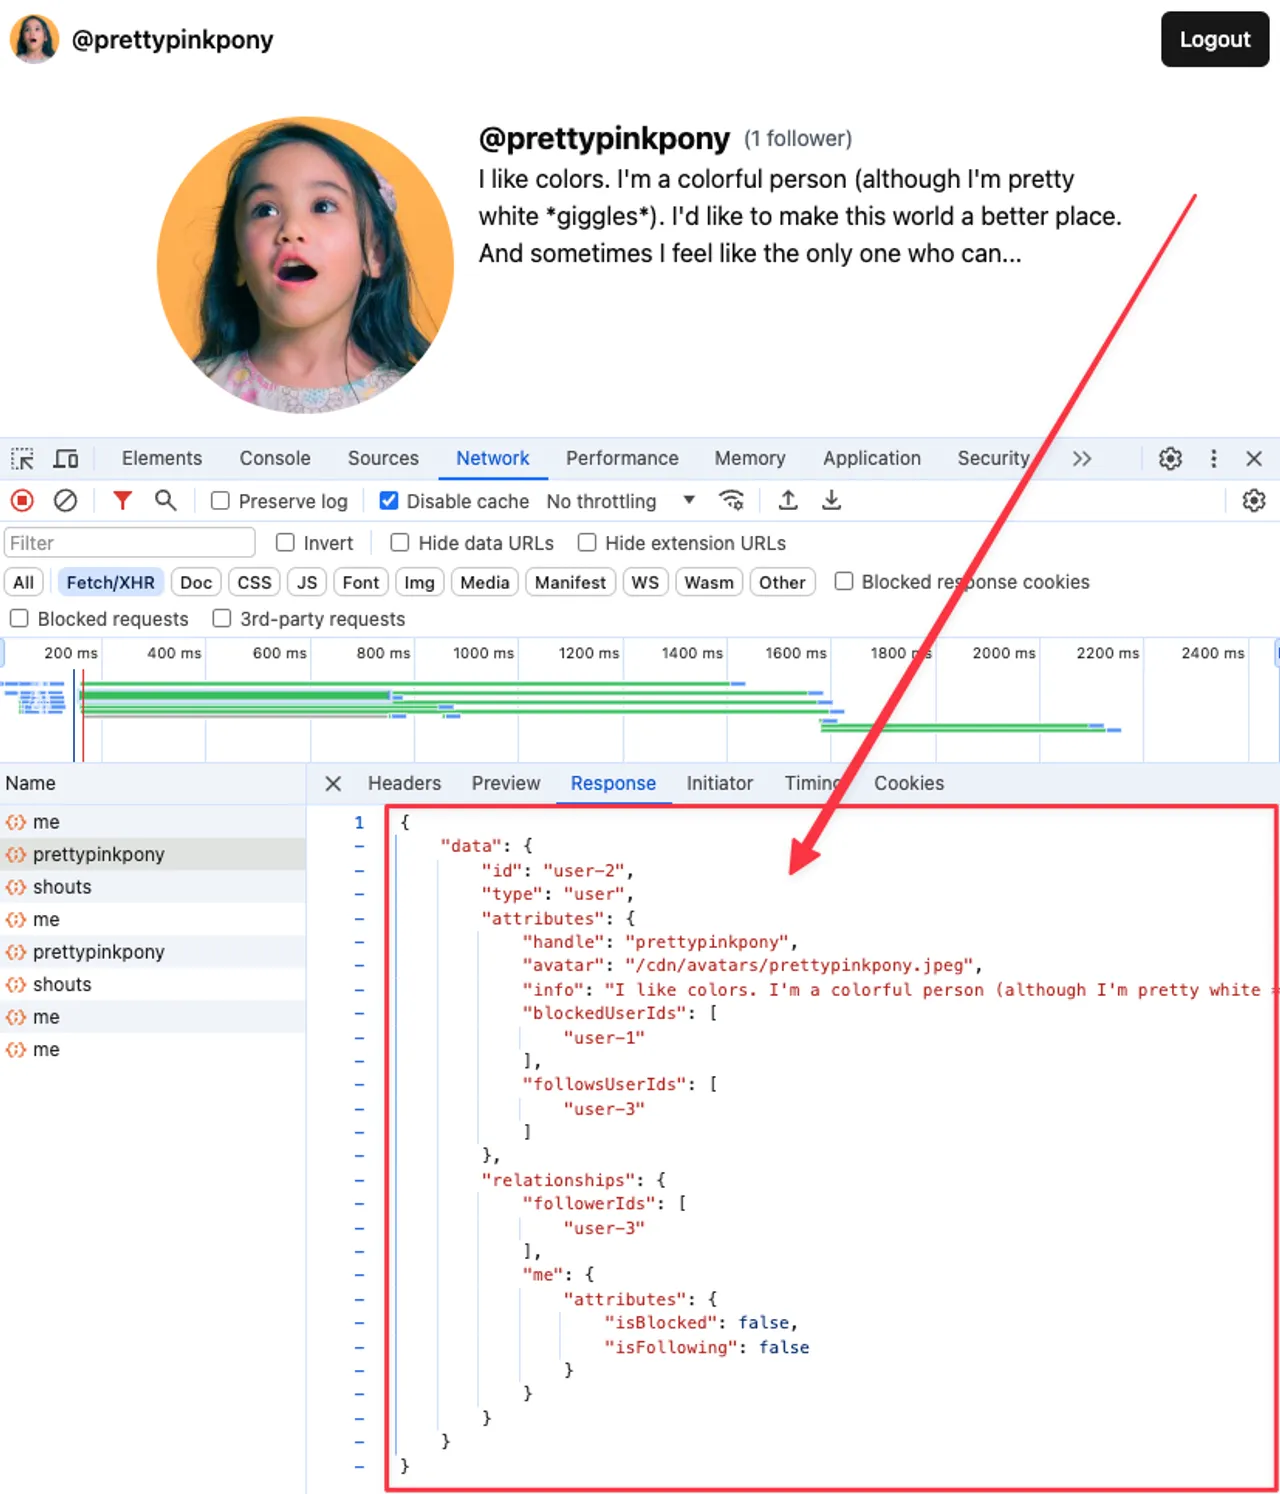 @prettypinkpony
Logout
@prettypinkpony (1 follower)
I like colors. I'm a colorful person (although I'm pretty
white *giggles*). I'd like to make this world a better place.
And sometimes I feel like the only one who can...
Elements Console Sources Network Performance Memory Application Security
Preserve log Disable cache No throttling
Filter Invert Hide data URLs Hide extension URLs
All Fetch/XHR Doc CSS JS Font Img Media Manifest WS Wasm Other Blocked response cookies
Blocked requests 3rd-party requests
200 ms 400 ms 600 ms 800 ms 1000 ms 1200 ms 1400 ms 1600 ms 1800 ms 2000 ms 2200 ms 2400 ms
Name
Headers Preview Response Initiator Timing Cookies
me
prettypinkpony
shouts
me
prettypinkpony
shouts
me
me
1 {
"data": {
"id": "user-2",
"type": "user",
"attributes": {
"handle": "prettypinkpony",
"avatar": "/cdn/avatars/prettypinkpony.jpeg",
"info": "I like colors. I'm a colorful person (although I'm pretty white
"blockedUserIds": [
"user-1"
],
"followsUserIds": [
"user-3"
]
},
"relationships": {
"followerIds": [
"user-3"
],
"me": {
"attributes": {
"isBlocked": false,
"isFollowing": false
}
}
}
}
}